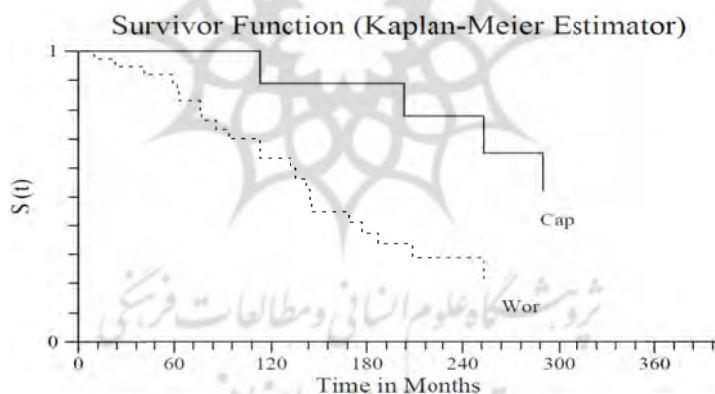 Survivor Function (Kaplan-Meier Estimator)
1
S(t)
Cap
Wor
پژوهشگاه علوم انسانی و مطالعات فرهنگی
0
0 60 120 180 240 300 360
Time in Months